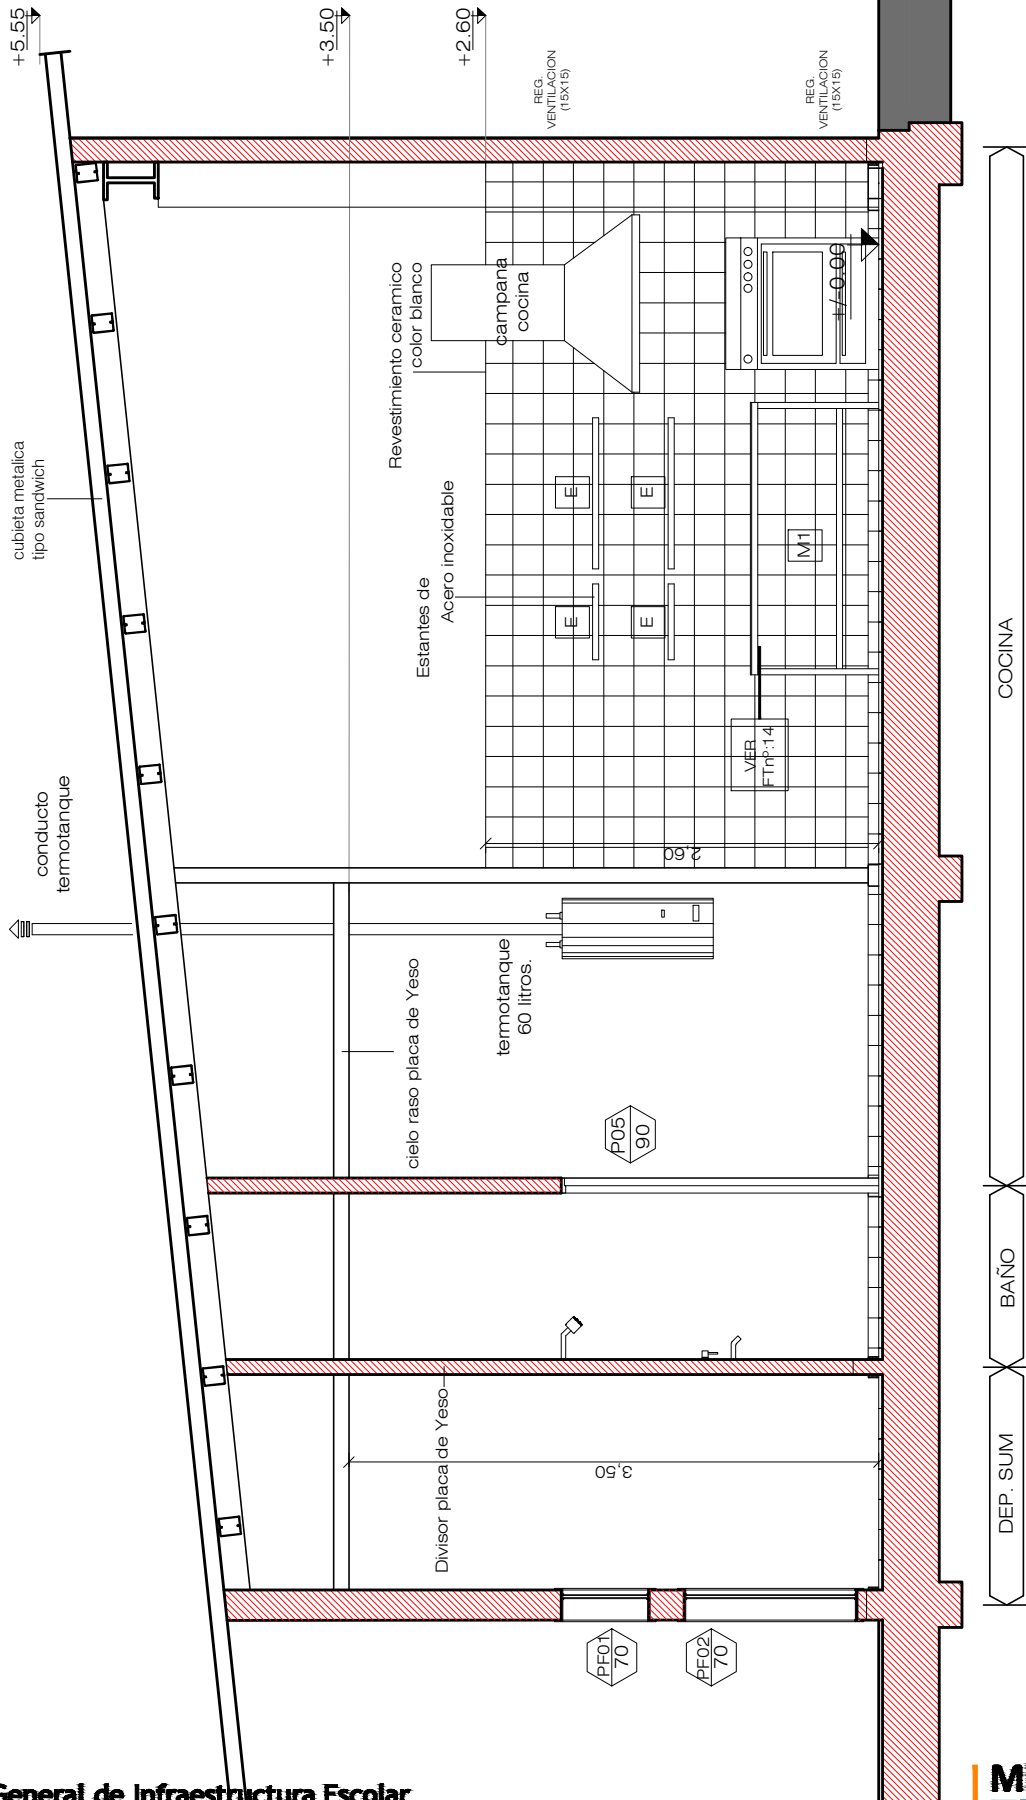 +5.55
+3.50
+2.60
REG.
VENTILACION
(15X15)
REG.
VENTILACION
(15X15)
cubieta metalica
tipo sandwich
Revestimiento ceramico
color blanco
campana
cocina
+/-0.00
Estantes de
Acero inoxidable
E
E
E
E
M1
VER
FTnº:14
conducto
termotanque
2,60
termotanque
60 litros.
cielo raso placa de Yeso
P05
90
Divisor placa de Yeso
3,50
PF01
70
PF02
70
COCINA
BAÑO
DEP. SUM
General de Infraestructura Escolar
M